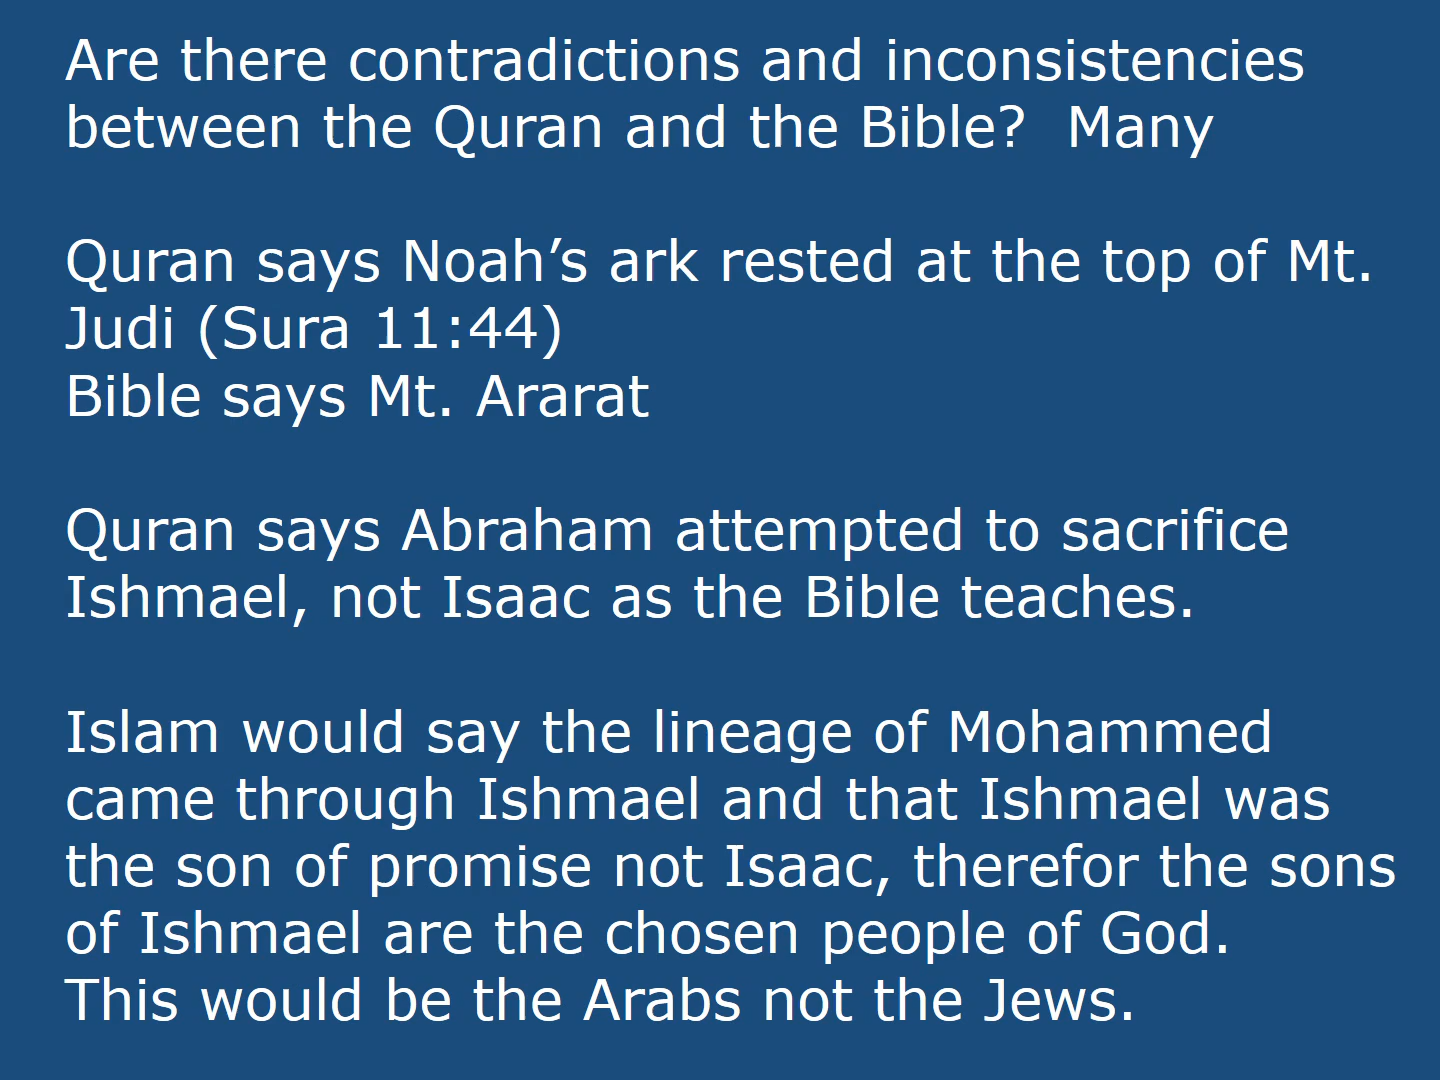 Are there contradictions and inconsistencies
between the Quran and the Bible?  Many
Quran says Noah’s ark rested at the top of Mt.
Judi (Sura 11:44)
Bible says Mt. Ararat
Quran says Abraham attempted to sacrifice
Ishmael, not Isaac as the Bible teaches.
Islam would say the lineage of Mohammed
came through Ishmael and that Ishmael was
the son of promise not Isaac, therefor the sons
of Ishmael are the chosen people of God.
This would be the Arabs not the Jews.